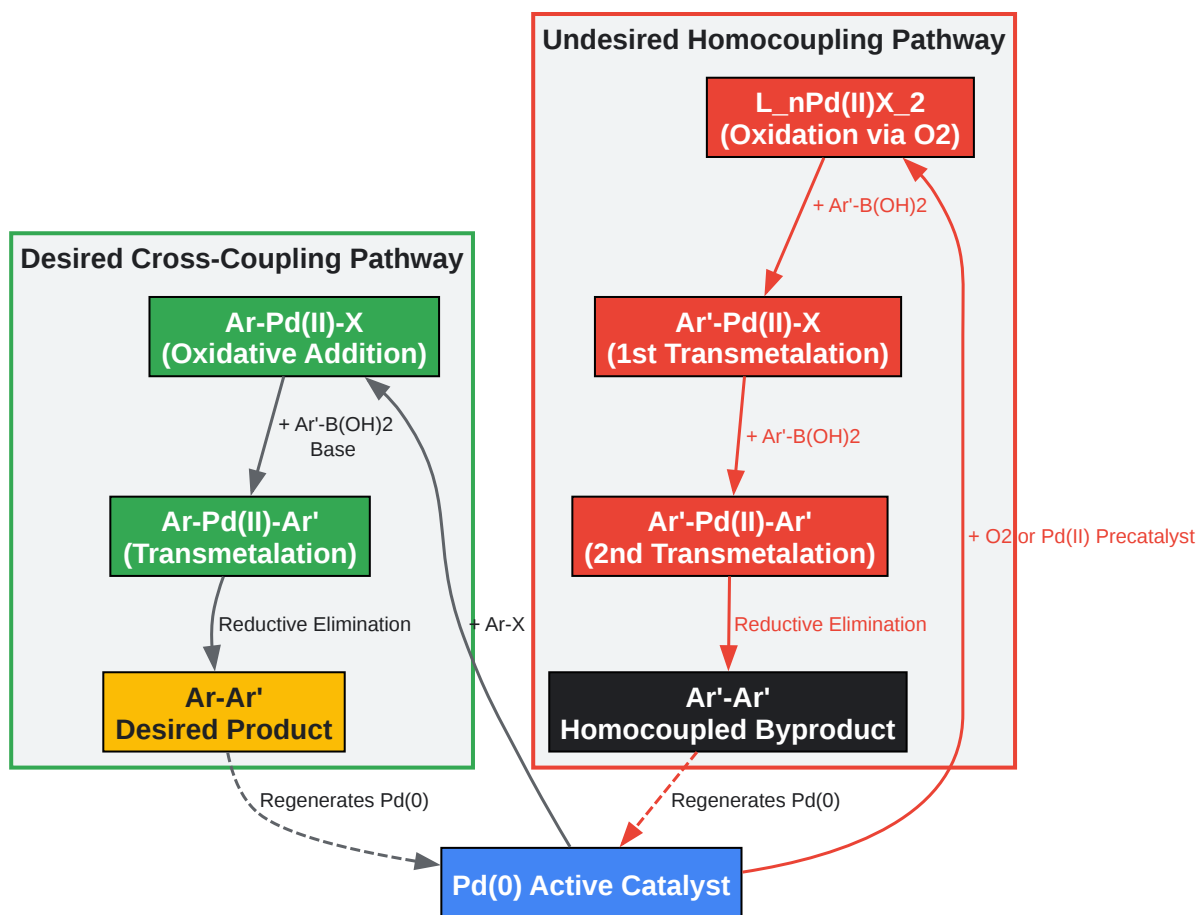 Undesired Homocoupling Pathway
L_nPd(II)X_2
(Oxidation via O2)
+ Ar'-B(OH)2
Ar'-Pd(II)-X
(1st Transmetalation)
+ Ar'-B(OH)2
Ar'-Pd(II)-Ar'
(2nd Transmetalation)
+ O2 or Pd(II) Precatalyst
Reductive Elimination
Ar'-Ar'
Homocoupled Byproduct
Regenerates Pd(0)
Desired Cross-Coupling Pathway
Ar-Pd(II)-X
(Oxidative Addition)
+ Ar'-B(OH)2
Base
Ar-Pd(II)-Ar'
(Transmetalation)
Reductive Elimination
+ Ar-X
Ar-Ar'
Desired Product
Regenerates Pd(0)
Pd(0) Active Catalyst